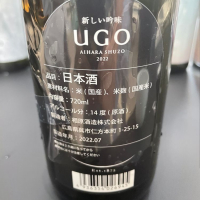 新しい吟味
UGO
AIHARA SHUZO
2022
品目：日本酒
原材料名：米（国産）、米麹（国産米）
内容量：720ml
アルコール分：14度（原酒）
製造者：相原酒造株式会社
広島県呉市仁方本町1-25-15
製造年月：2022.07
Est.1875